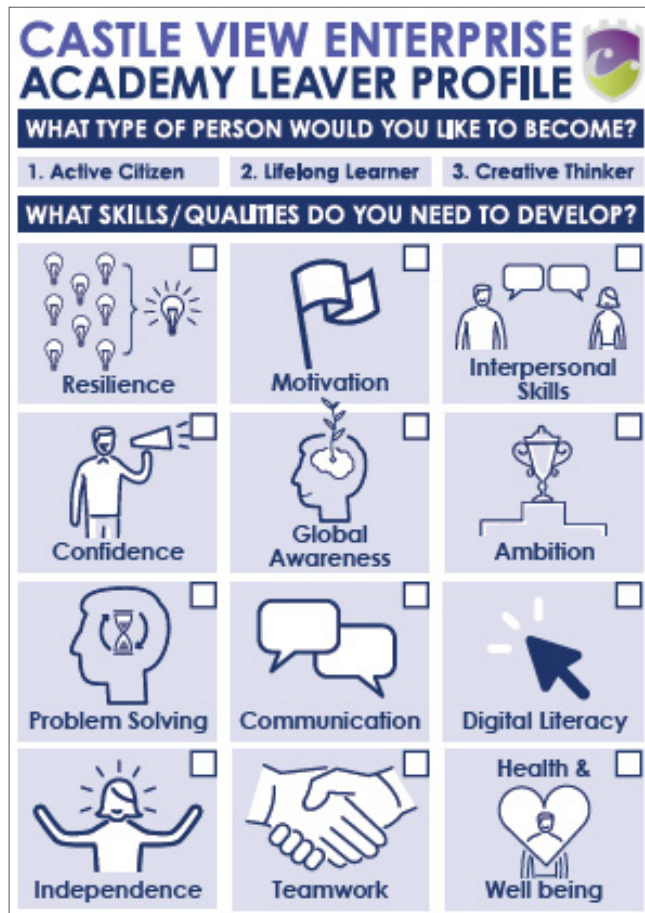 CASTLE VIEW ENTERPRISE
ACADEMY LEAVER PROFILE
WHAT TYPE OF PERSON WOULD YOU LIKE TO BECOME?
1. Active Citizen
2. Lifelong Learner
3. Creative Thinker
WHAT SKILLS/QUALITIES DO YOU NEED TO DEVELOP?
Resilience
Motivation
Interpersonal
Skills
Confidence
Global
Awareness
Ambition
Problem Solving
Communication
Digital Literacy
Independence
Teamwork
Health &
Well being